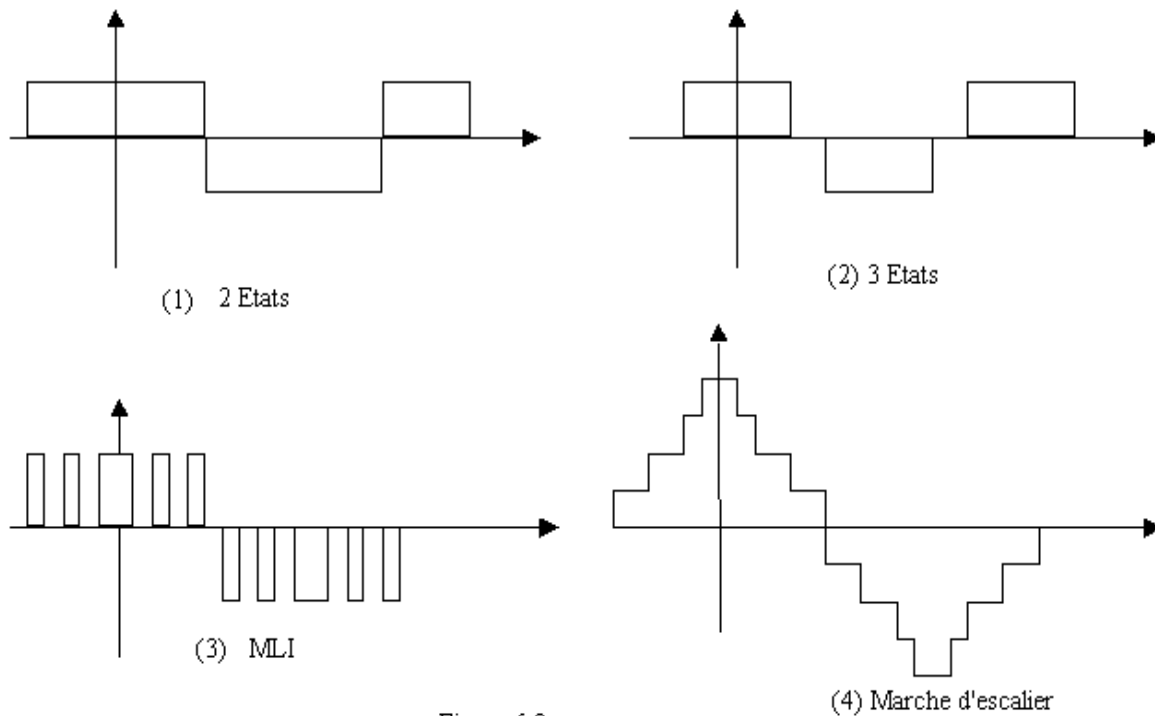 (1) 2 Etats
(2) 3 Etats
(3) MLI
(4) Marche d'escalier